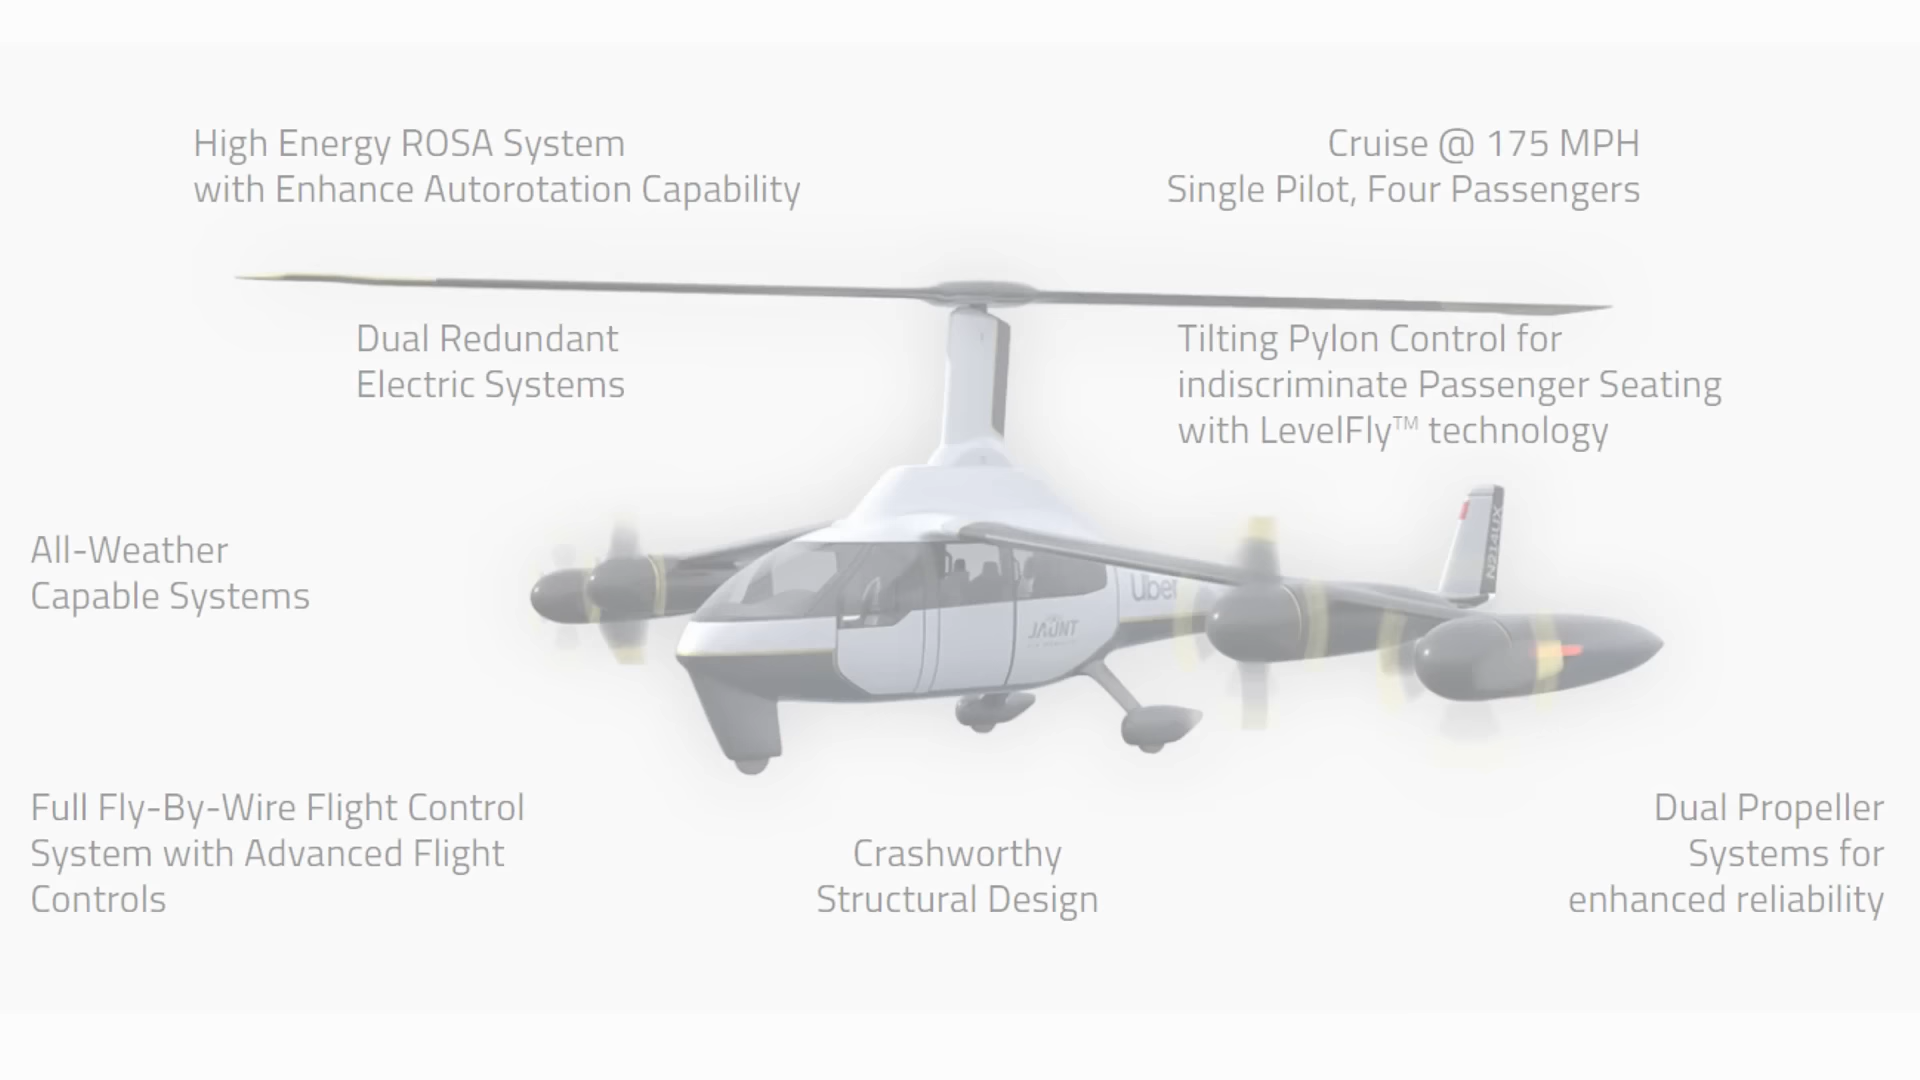 High Energy ROSA System
with Enhance Autorotation Capability
Cruise @ 175 MPH
Single Pilot, Four Passengers
Dual Redundant
Electric Systems
Tilting Pylon Control for
indiscriminate Passenger Seating
with LevelFly™ technology
All-Weather
Capable Systems
Uber
JAUNT
N214UX
Full Fly-By-Wire Flight Control
System with Advanced Flight
Controls
Crashworthy
Structural Design
Dual Propeller
Systems for
enhanced reliability